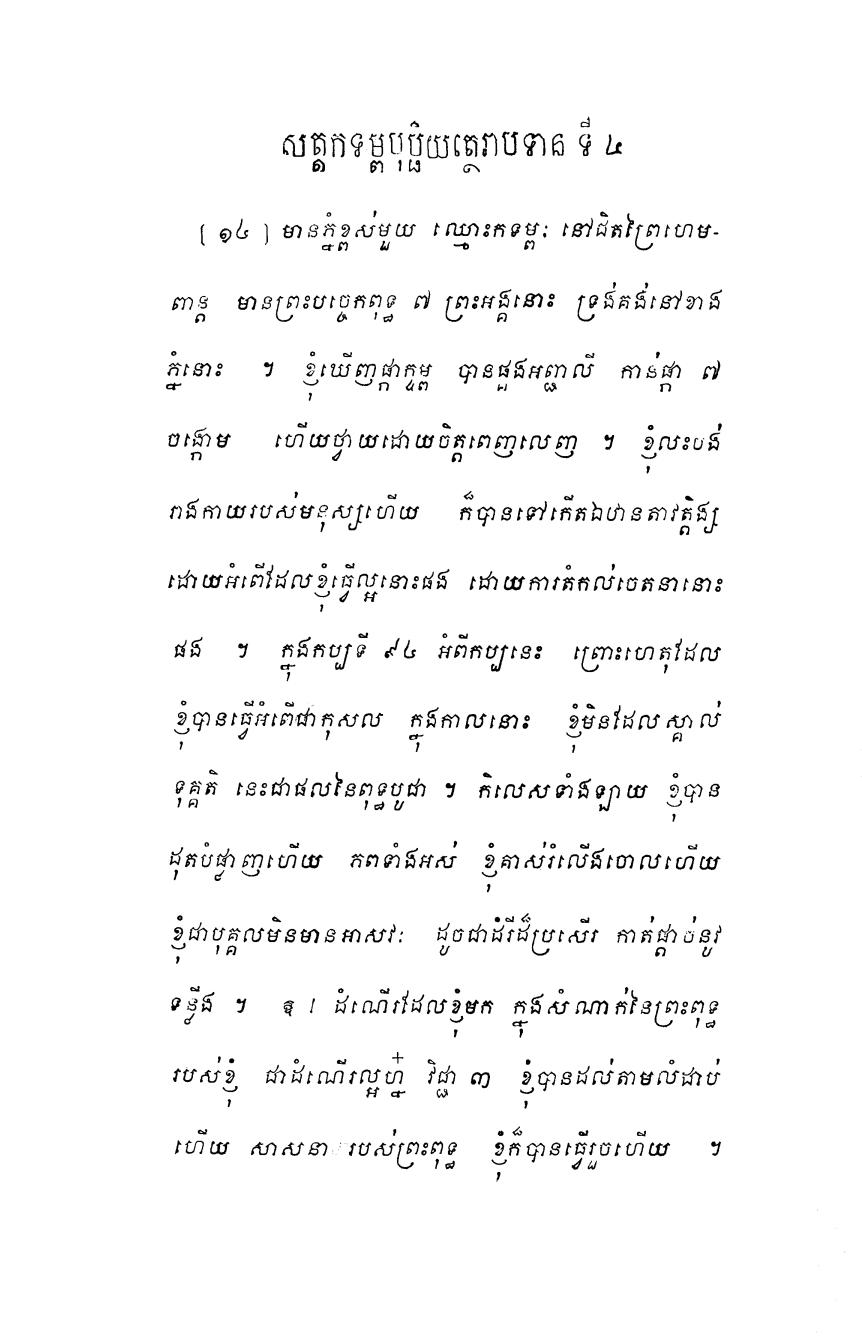 សត្តកទម្ពបុប្ផិយត្ថេរាបទាន ទី ៤
[ ១៤ ] មានភ្នំខ្ពស់មួយ ឈ្មោះកទម្ពៈ នៅជិតព្រៃហេម-
ពាន្ត មានព្រះបច្ចេកពុទ្ធ ៧ ព្រះអង្គនោះ ទ្រង់គង់នៅខាង
ភ្នំនោះ ។ ខ្ញុំឃើញផ្កាក្ទម្ព បានផ្គួងអញ្ជលី កាន់ផ្កា ៧
ចង្កោម ហើយថ្វាយដោយចិត្តពេញលេញ ។ ខ្ញុំលះបង់
រាងកាយរបស់មនុស្សហើយ ក៏បានទៅកើតឯឋានតាវត្តិង្ស
ដោយអំពើដែលខ្ញុំធ្វើល្អនោះផង ដោយការតំកល់ចេតនានោះ
ផង ។ ក្នុងកប្បទី ៩៤ អំពីកប្បនេះ ព្រោះហេតុដែល
ខ្ញុំបានធ្វើអំពើជាកុសល ក្នុងកាលនោះ ខ្ញុំមិនដែលស្គាល់
ទុគ្គតិ នេះជាផលនៃពុទ្ធបូជា ។ កិលេសទាំងឡាយ ខ្ញុំបាន
ដុតបំផ្លាញហើយ ភពទាំងអស់ ខ្ញុំគាស់រំលើងចោលហើយ
ខ្ញុំជាបុគ្គលមិនមានអាសវៈ ដូចជាដំរីដ៏ប្រសើរ កាត់ផ្តាច់នូវ
ទន្លីង ។ ឱ ! ដំណើរដែលខ្ញុំមក ក្នុងសំណាក់នៃព្រះពុទ្ធ
របស់ខ្ញុំ ជាដំណើរល្អហ្ន៎ វិជ្ជា ៣ ខ្ញុំបានដល់តាមលំដាប់
ហើយ សាសនារបស់ព្រះពុទ្ធ ខ្ញុំក៏បានធ្វើរួចហើយ ។